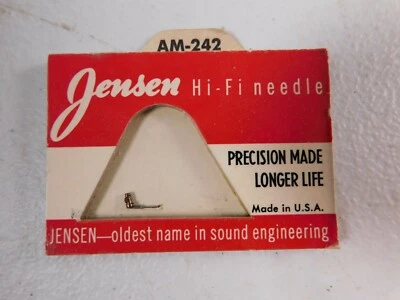 AM-242
Jensen Hi-Fi needle
PRECISION MADE
LONGER LIFE
Made in U.S.A.
JENSEN—oldest name in sound engineering